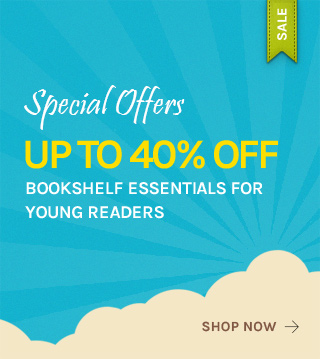 SALE
Special Offers
UP TO 40% OFF
BOOKSHELF ESSENTIALS FOR
YOUNG READERS
SHOP NOW →